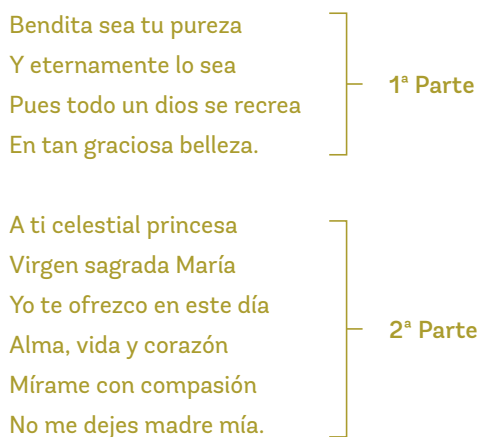 Bendita sea tu pureza
Y eternamente lo sea
Pues todo un dios se recrea
En tan graciosa belleza.
1ª Parte
A ti celestial princesa
Virgen sagrada María
Yo te ofrezco en este día
Alma, vida y corazón
Mírame con compasión
No me dejes madre mía.
2ª Parte